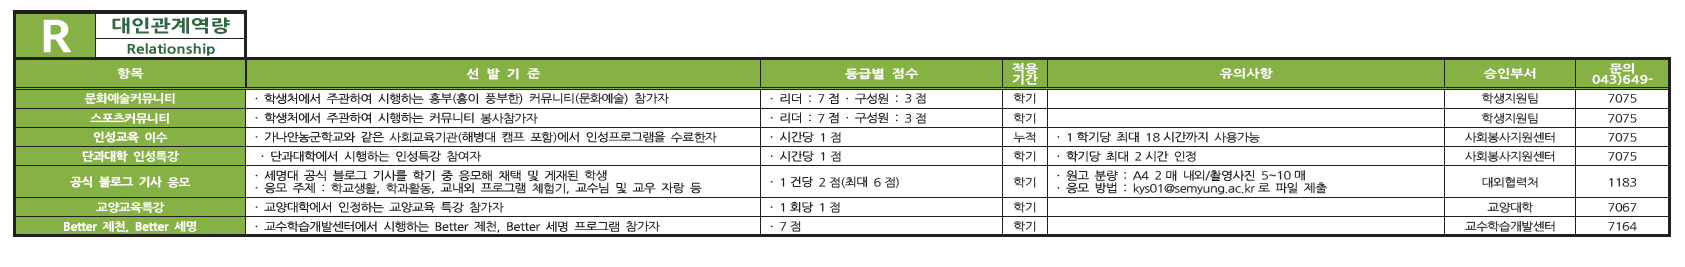 R 대인관계역량
Relationship
항목 선 발 기 준 등급별 점수 적용 기간 유의사항 승인부서 문의 043)649-
문화예술커뮤니티 · 학생처에서 주관하여 시행하는 흥부(흥이 풍부한) 커뮤니티(문화예술) 참가자 · 리더 : 7 점 · 구성원 : 3 점 학기 학생지원팀 7075
스포츠커뮤니티 · 학생처에서 주관하여 시행하는 커뮤니티 봉사참가자 · 리더 : 7 점 · 구성원 : 3 점 학기 학생지원팀 7075
인성교육 이수 · 가나안농군학교와 같은 사회교육기관(해병대 캠프 포함)에서 인성프로그램을 수료한자 · 시간당 1 점 누적 · 1 학기당 최대 18 시간까지 사용가능 사회봉사지원센터 7075
단과대학 인성특강 · 단과대학에서 시행하는 인성특강 참여자 · 시간당 1 점 학기 · 학기당 최대 2 시간 인정 사회봉사지원센터 7075
공식 블로그 기사 응모 · 세명대 공식 블로그 기사를 학기 중 응모해 채택 및 게재된 학생
· 응모 주제 : 학교생활, 학과활동, 교내외 프로그램 체험기, 교수님 및 교우 자랑 등 · 1 건당 2 점(최대 6 점) 학기 · 원고 분량 : A4 2 매 내외/촬영사진 5~10 매
· 응모 방법 : kys01@semyung.ac.kr 로 파일 제출 대외협력처 1183
교양교육특강 · 교양대학에서 인정하는 교양교육 특강 참가자 · 1 회당 1 점 학기 교양대학 7067
Better 제천, Better 세명 · 교수학습개발센터에서 시행하는 Better 제천, Better 세명 프로그램 참가자 · 7 점 학기 교수학습개발센터 7164